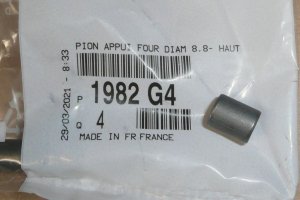 PION APPUI FOUR DIAM 8.8- HAUT
P 1982 G4
Q 4
MADE IN FR FRANCE
29/03/2021 - 8:33